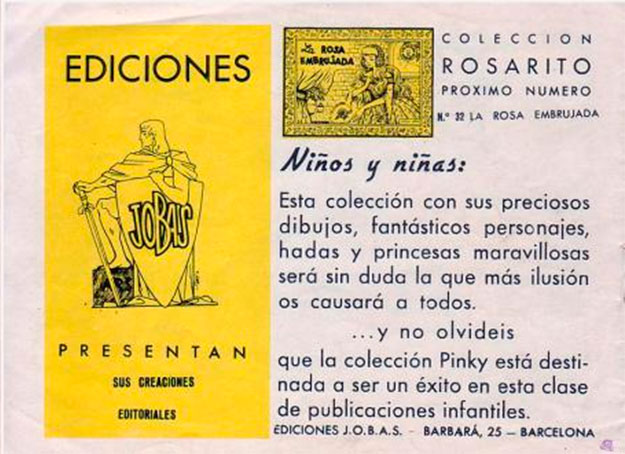 EDICIONES
JOBAS
PRESENTAN
SUS CREACIONES
EDITORIALES
La ROSA
EMBRUJADA
COLECCION
ROSARITO
PROXIMO NUMERO
N.º 32 LA ROSA EMBRUJADA
Niños y niñas:
Esta colección con sus preciosos
dibujos, fantásticos personajes,
hadas y princesas maravillosas
será sin duda la que más ilusión
os causará a todos.
...y no olvideis
que la colección Pinky está desti-
nada a ser un éxito en esta clase
de publicaciones infantiles.
EDICIONES J.O.B.A.S. - BARBARÁ, 25 — BARCELONA